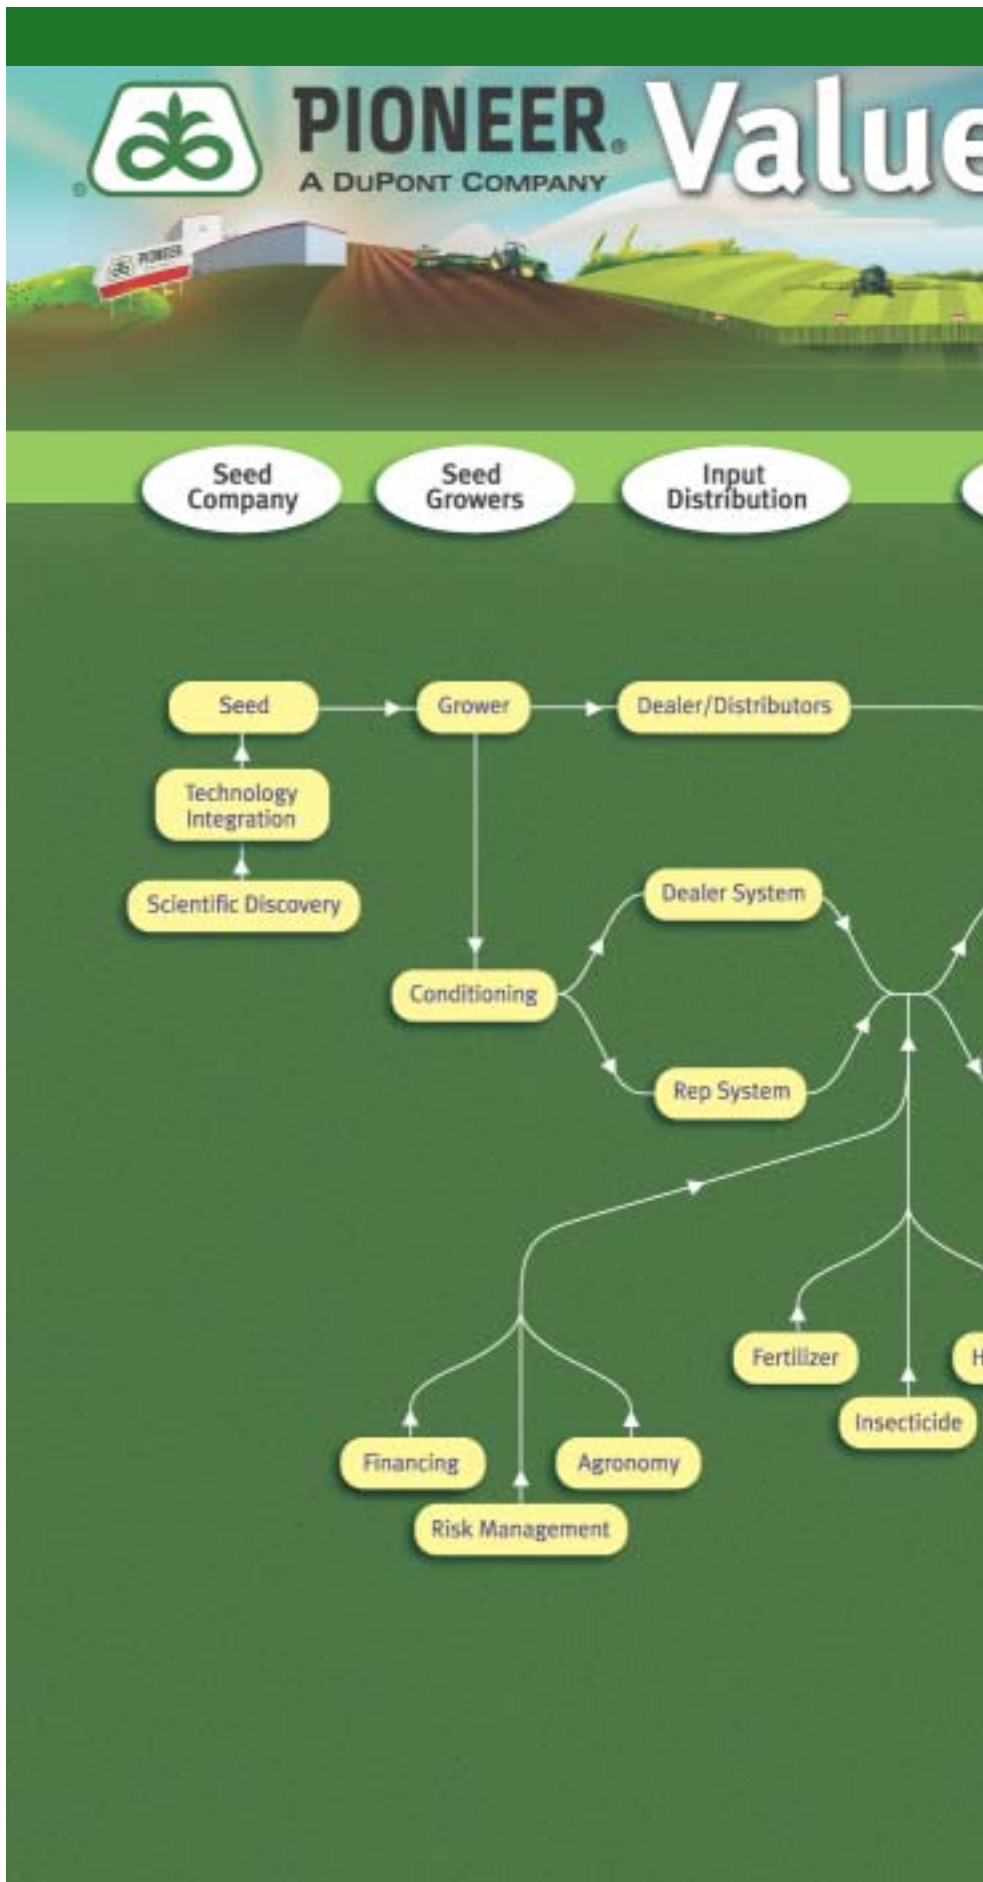 PIONEER®
A DUPONT COMPANY
®
Value
PIONEER
Seed
Company
Seed
Growers
Input
Distribution
Seed
Grower
Dealer/Distributors
Technology
Integration
Scientific Discovery
Dealer System
Conditioning
Rep System
Fertilizer
H
Insecticide
Financing
Agronomy
Risk Management